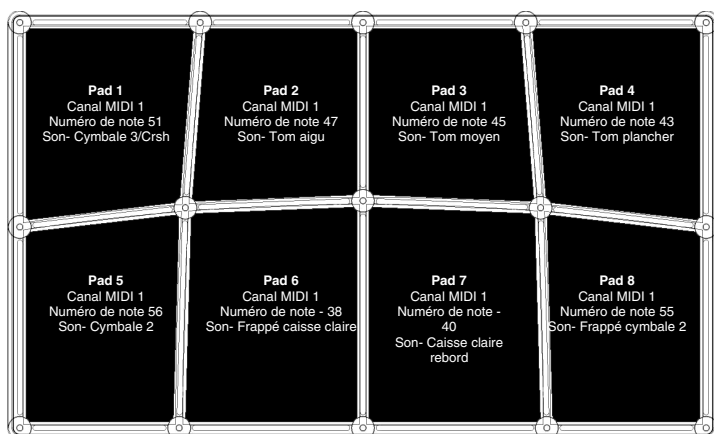 Pad 1
Canal MIDI 1
Numéro de note 51
Son- Cymbale 3/Crsh
Pad 2
Canal MIDI 1
Numéro de note 47
Son- Tom aigu
Pad 3
Canal MIDI 1
Numéro de note 45
Son- Tom moyen
Pad 4
Canal MIDI 1
Numéro de note 43
Son- Tom plancher
Pad 5
Canal MIDI 1
Numéro de note 56
Son- Cymbale 2
Pad 6
Canal MIDI 1
Numéro de note - 38
Son- Frappé caisse claire
Pad 7
Canal MIDI 1
Numéro de note -
40
Son- Caisse claire
rebord
Pad 8
Canal MIDI 1
Numéro de note 55
Son- Frappé cymbale 2